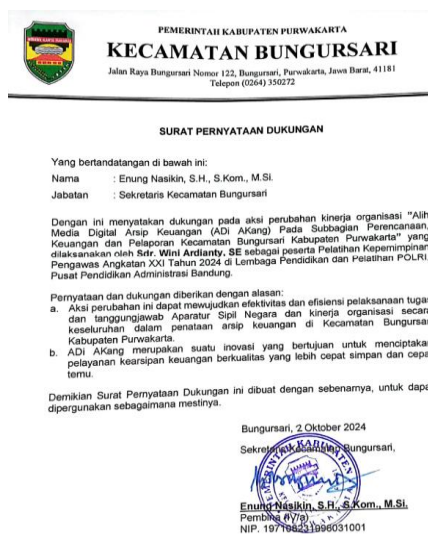 PEMERINTAH KABUPATEN PURWAKARTA
KECAMATAN BUNGURSARI
Jalan Raya Bungursari Nomor 122, Bungursari, Purwakarta, Jawa Barat, 41181
Telepon (0264) 350272
SURAT PERNYATAAN DUKUNGAN
Yang bertandatangan di bawah ini:
Nama : Enung Nasikin, S.H., S.Kom., M.Si.
Jabatan : Sekretaris Kecamatan Bungursari
Dengan ini menyatakan dukungan pada aksi perubahan kinerja organisasi "Alih
Media Digital Arsip Keuangan (ADi AKang) Pada Subbagian Perencanaan,
Keuangan dan Pelaporan Kecamatan Bungursari Kabupaten Purwakarta" yang
dilaksanakan oleh Sdr. Wini Ardianty, SE sebagai peserta Pelatihan Kepemimpinan
Pengawas Angkatan XXI Tahun 2024 di Lembaga Pendidikan dan Pelatihan POLRI,
Pusat Pendidikan Administrasi Bandung.
Pernyataan dan dukungan diberikan dengan alasan:
a. Aksi perubahan ini dapat mewujudkan efektivitas dan efisiensi pelaksanaan tugas
dan tanggungjawab Aparatur Sipil Negara dan kinerja organisasi secara
keseluruhan dalam penataan arsip keuangan di Kecamatan Bungursari
Kabupaten Purwakarta.
b. ADi AKang merupakan suatu inovasi yang bertujuan untuk menciptakan
pelayanan kearsipan keuangan berkualitas yang lebih cepat simpan dan cepat
temu.
Demikian Surat Pernyataan Dukungan ini dibuat dengan sebenarnya, untuk dapat
dipergunakan sebagaimana mestinya.
Bungursari, 2 Oktober 2024
Sekretaris Kecamatan Bungursari,
PEMERINTAH KABUPATEN
Enung Nasikin, S.H., S.Kom., M.Si.
Pembina (IV/a)
NIP. 197108231996031001